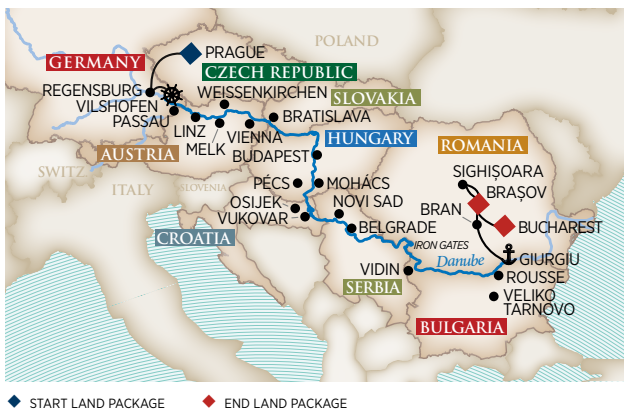 POLAND
PRAGUE
GERMANY
CZECH REPUBLIC
REGENSBURG
WEISSENKIRCHEN
VILSHOFEN
SLOVAKIA
PASSAU
BRATISLAVA
LINZ
VIENNA
HUNGARY
ROMANIA
MELK
AUSTRIA
BUDAPEST
SIGHIȘOARA
SWITZ.
ITALY
SLOVENIA
PÉCS
MOHÁCS
BRAȘOV
OSIJEK
NOVI SAD
BRAN
VUKOVAR
BELGRADE
BUCHAREST
CROATIA
IRON GATES
Danube
GIURGIU
VIDIN
ROUSSE
SERBIA
VELIKO
TARNOVO
BULGARIA
START LAND PACKAGE
END LAND PACKAGE